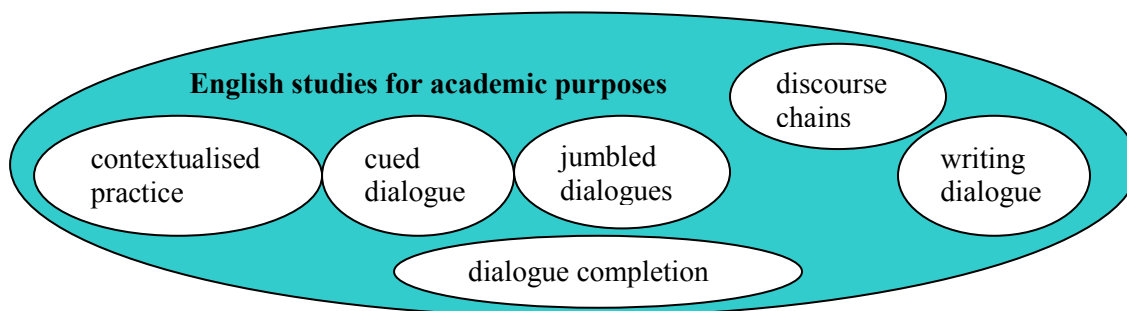 English studies for academic purposes
discourse
chains
contextualised
practice
cued
dialogue
jumbled
dialogues
writing
dialogue
dialogue completion